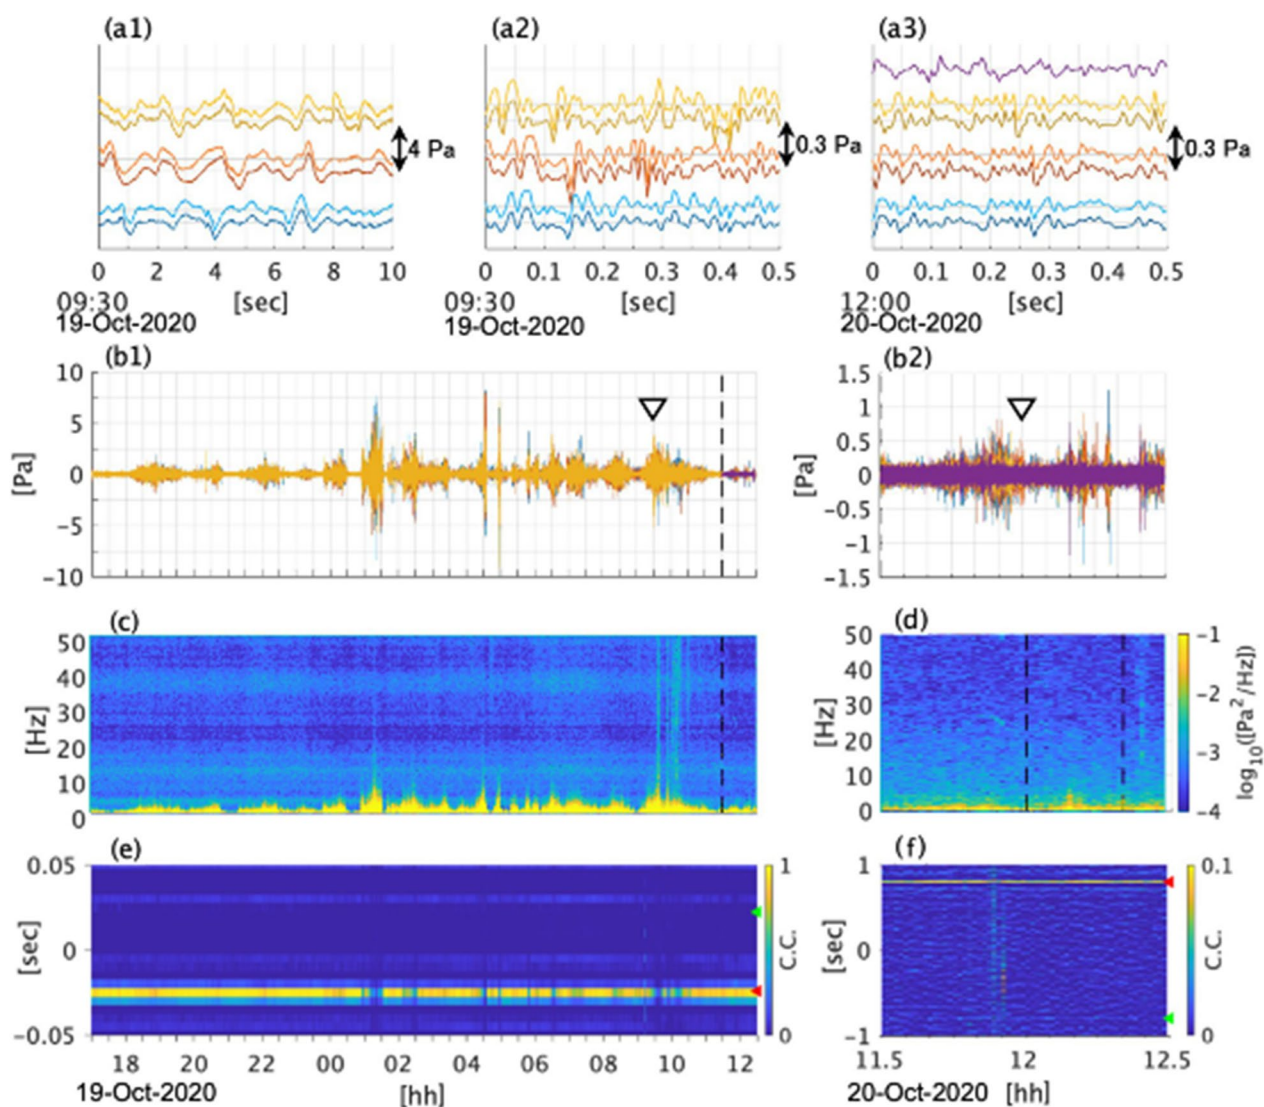 (a1) (a2) (a3)
4 Pa 0.3 Pa 0.3 Pa
0 2 4 6 8 10 0 0.1 0.2 0.3 0.4 0.5 0 0.1 0.2 0.3 0.4 0.5
09:30 [sec] 09:30 [sec] 12:00 [sec]
19-Oct-2020 19-Oct-2020 20-Oct-2020
(b1) (b2)
10 1.5
1
5 0.5
[Pa] 0 [Pa] 0
-5 -0.5
-1
-10 -1.5
(c) (d)
50 50 -1
40 40
30 30 -2
[Hz] [Hz] log10([Pa2/Hz])
20 20 -3
10 10
0 0 -4
(e) (f)
0.05 1 1 0.1
[sec] 0 C.C. [sec] 0 C.C.
-0.05 0 -1 0
18 20 22 00 02 04 06 08 10 12 11.5 12 12.5
19-Oct-2020 [hh] 20-Oct-2020 [hh]